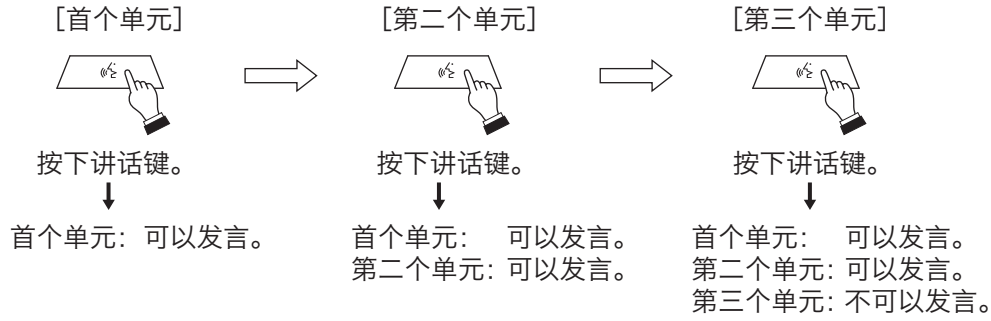 [首个单元]
[第二个单元]
[第三个单元]
按下讲话键。
按下讲话键。
按下讲话键。
首个单元：可以发言。
首个单元： 可以发言。
第二个单元：可以发言。
首个单元： 可以发言。
第二个单元：可以发言。
第三个单元：不可以发言。